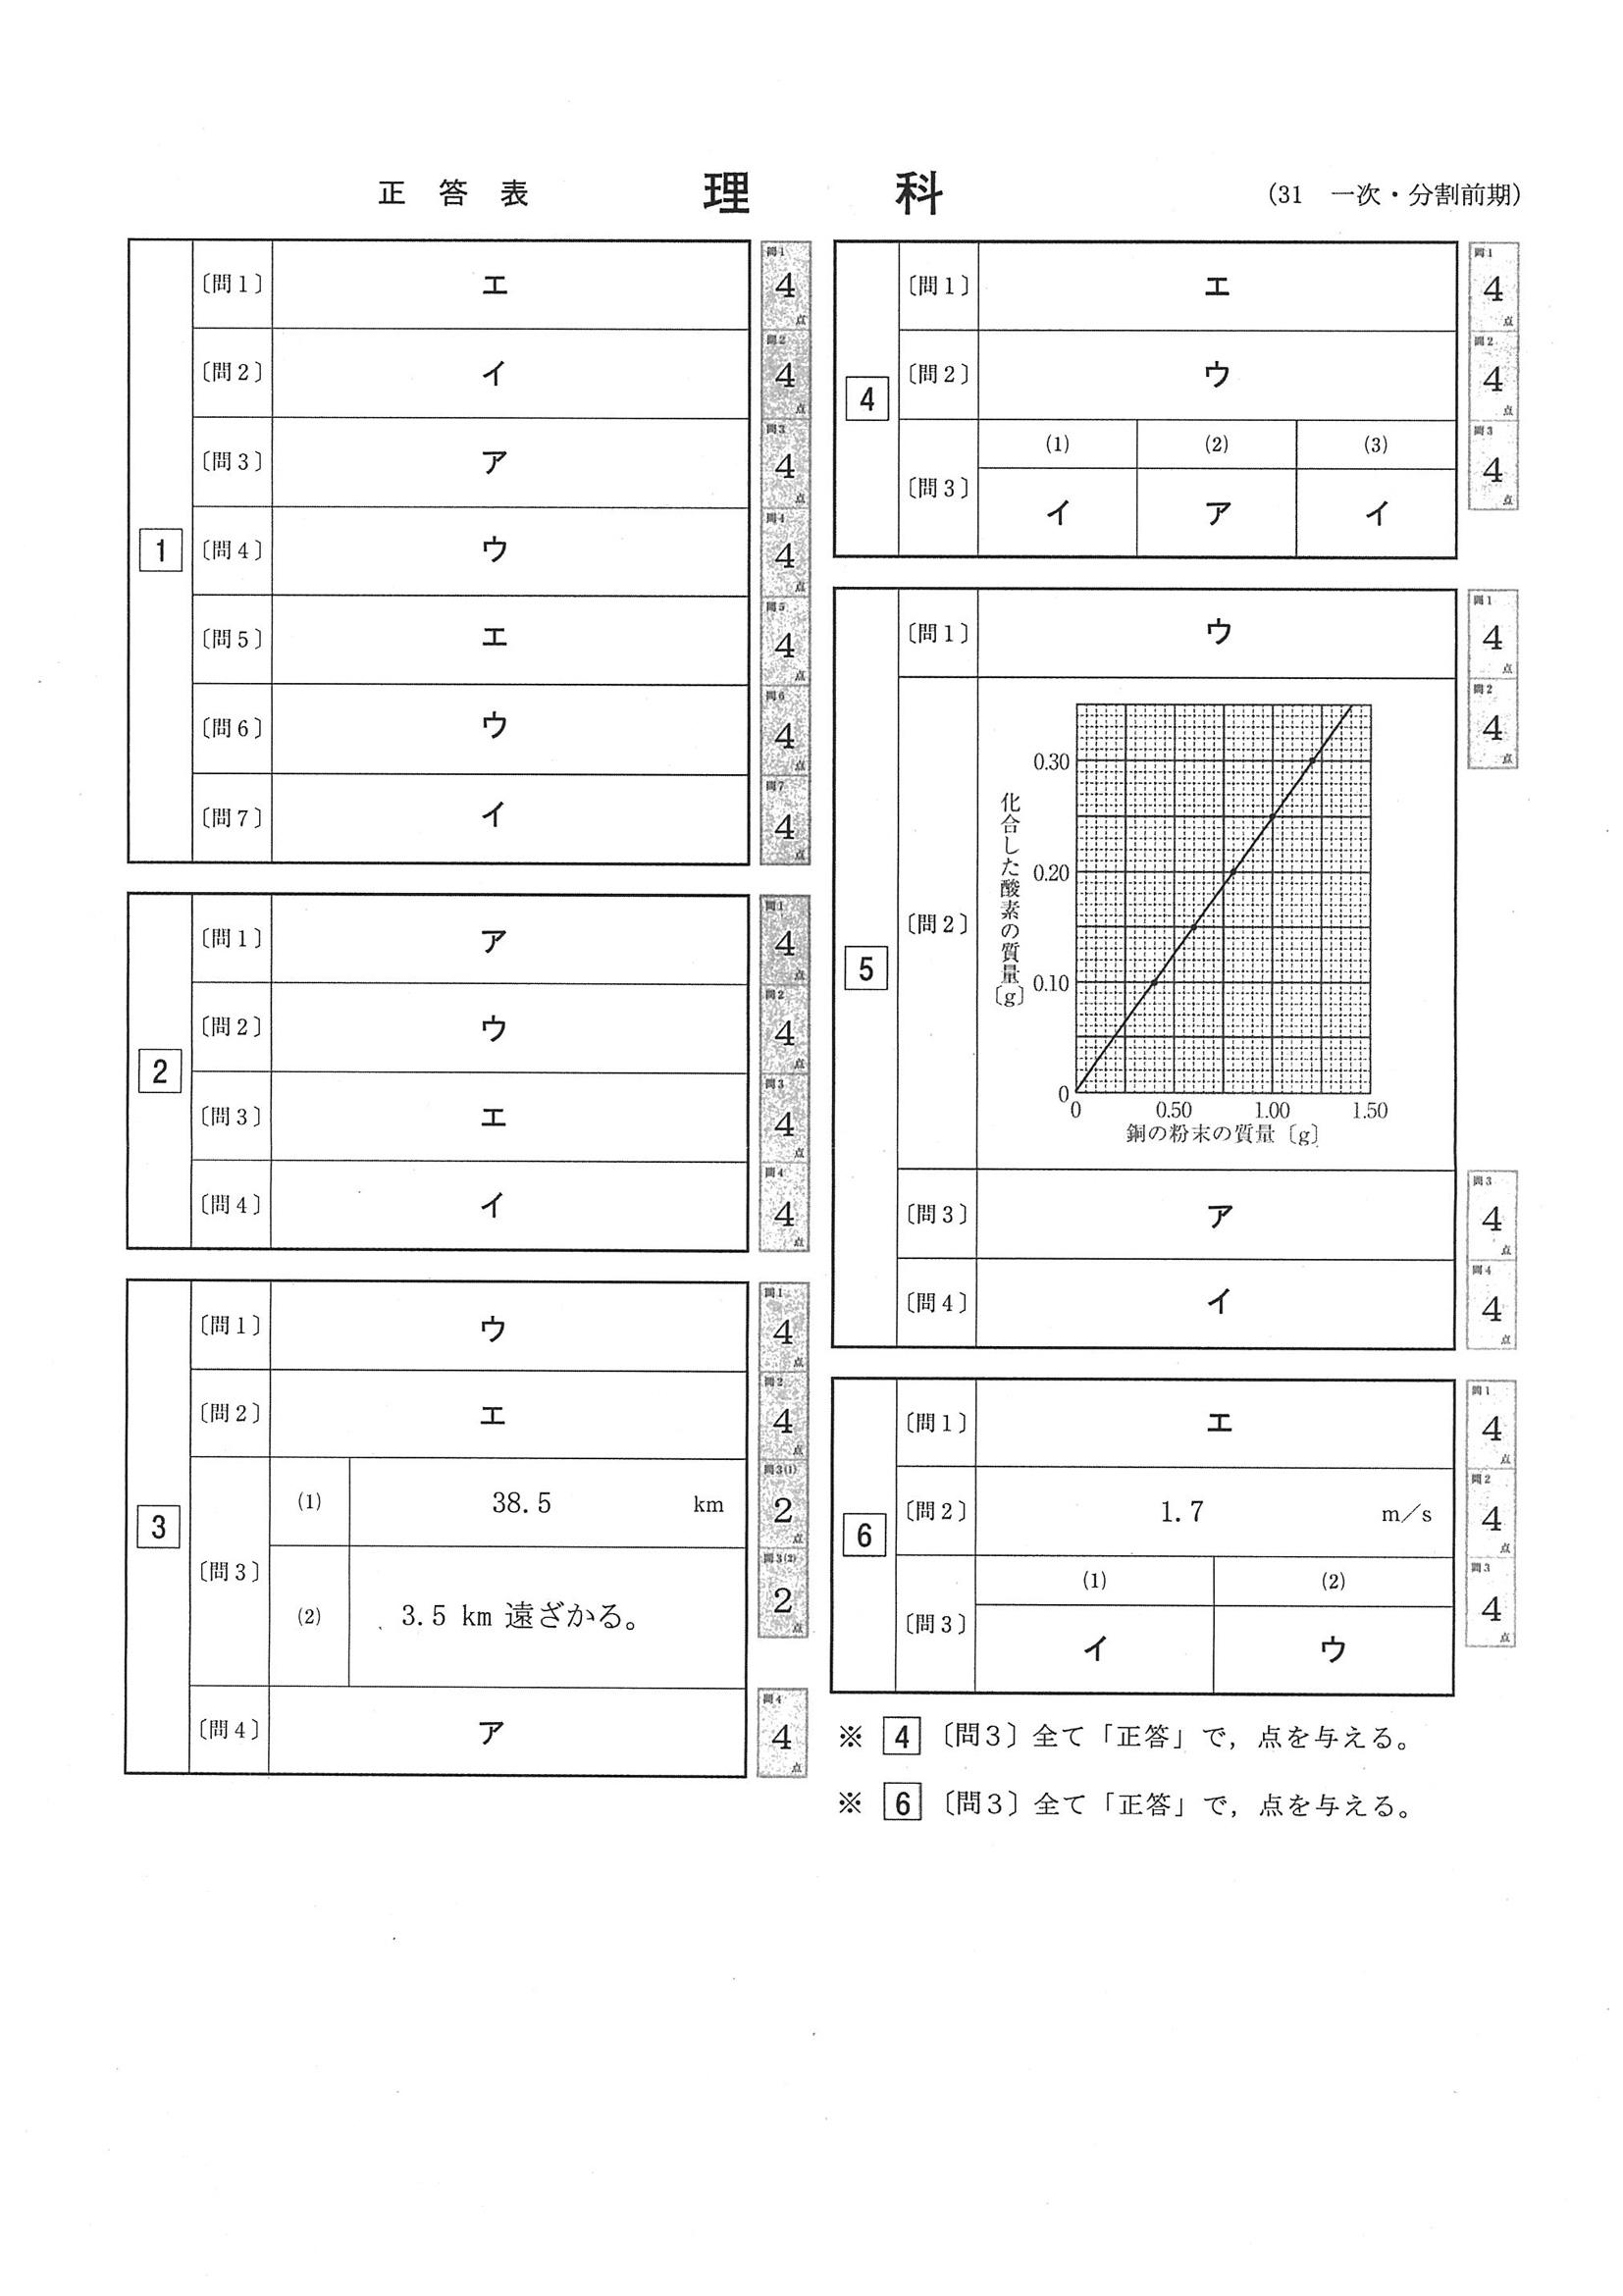 正 答 表 理 科 (31 一次・分割前期)
1
〔問1〕 エ 問1 4点
〔問2〕 イ 問2 4点
〔問3〕 ア 問3 4点
〔問4〕 ウ 問4 4点
〔問5〕 エ 問5 4点
〔問6〕 ウ 問6 4点
〔問7〕 イ 問7 4点
2
〔問1〕 ア 問1 4点
〔問2〕 ウ 問2 4点
〔問3〕 エ 問3 4点
〔問4〕 イ 問4 4点
3
〔問1〕 ウ 問1 4点
〔問2〕 エ 問2 4点
〔問3〕
(1) 38.5 km 問3(1) 2点
(2) 3.5 km 遠ざかる。 問3(2) 2点
〔問4〕 ア 問4 4点
4
〔問1〕 エ 問1 4点
〔問2〕 ウ 問2 4点
〔問3〕 問3 4点
(1) (2) (3)
イ ア イ
5
〔問1〕 ウ 問1 4点
〔問2〕 問2 4点
化合した酸素の質量〔g〕
0.30
0.20
0.10
0
0 0.50 1.00 1.50
銅の粉末の質量〔g〕
〔問3〕 ア 問3 4点
〔問4〕 イ 問4 4点
6
〔問1〕 エ 問1 4点
〔問2〕 1.7 m／s 問2 4点
〔問3〕 問3 4点
(1) (2)
イ ウ
※ 4 〔問3〕全て「正答」で，点を与える。
※ 6 〔問3〕全て「正答」で，点を与える。